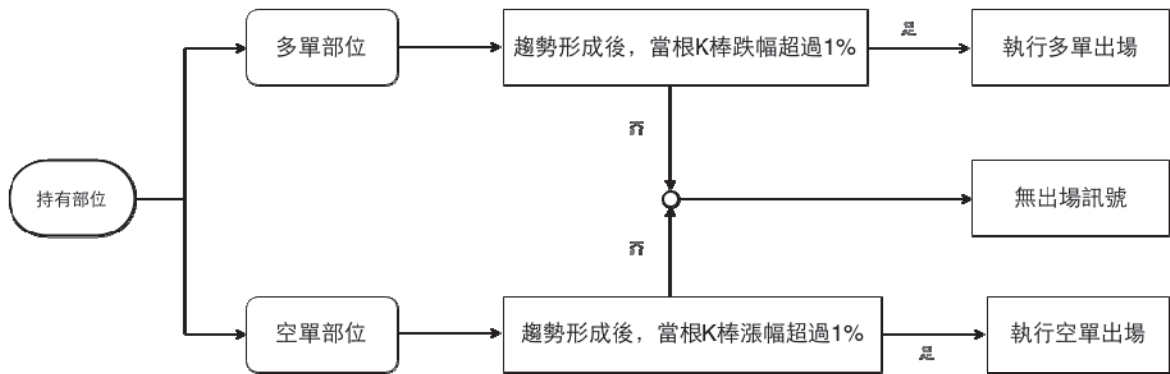 多單部位
趨勢形成後，當根K棒跌幅超過1%
是
執行多單出場
否
持有部位
無出場訊號
否
空單部位
趨勢形成後，當根K棒漲幅超過1%
是
執行空單出場